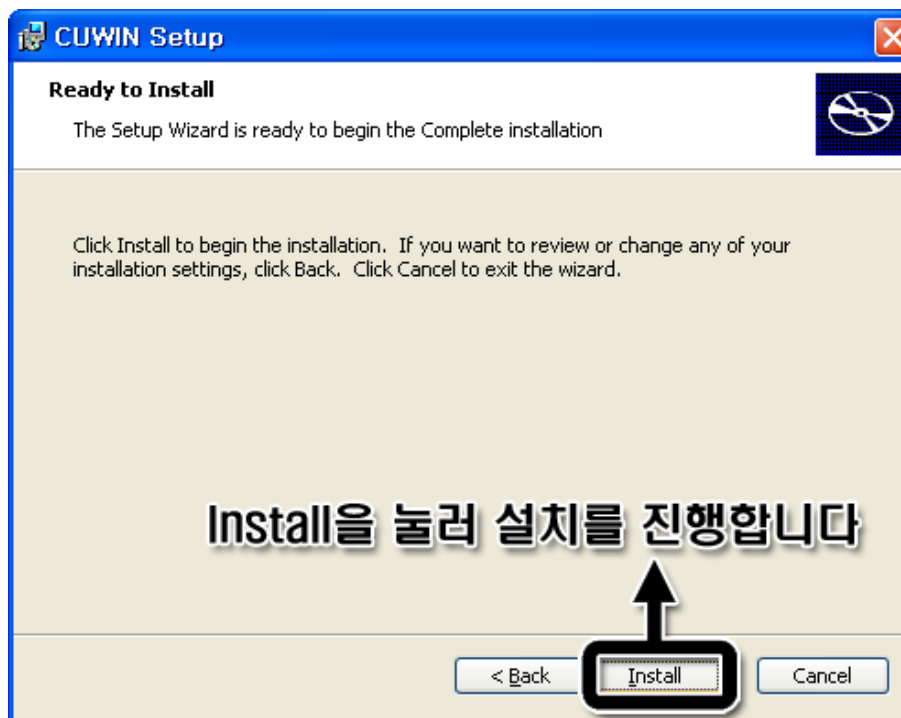 CUWIN Setup
Ready to Install
The Setup Wizard is ready to begin the Complete installation
Click Install to begin the installation.  If you want to review or change any of your
installation settings, click Back.  Click Cancel to exit the wizard.
Install을 눌러 설치를 진행합니다
< Back Install Cancel